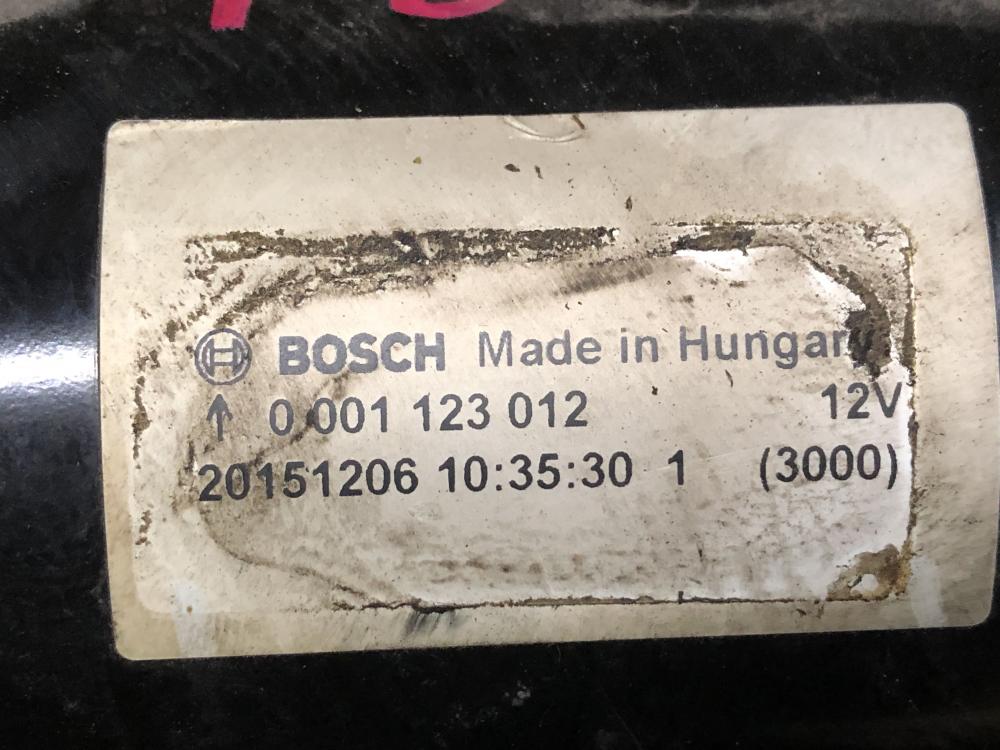 BOSCH Made in Hungary
↑ 0 001 123 012 12V
20151206 10:35:30 1 (3000)